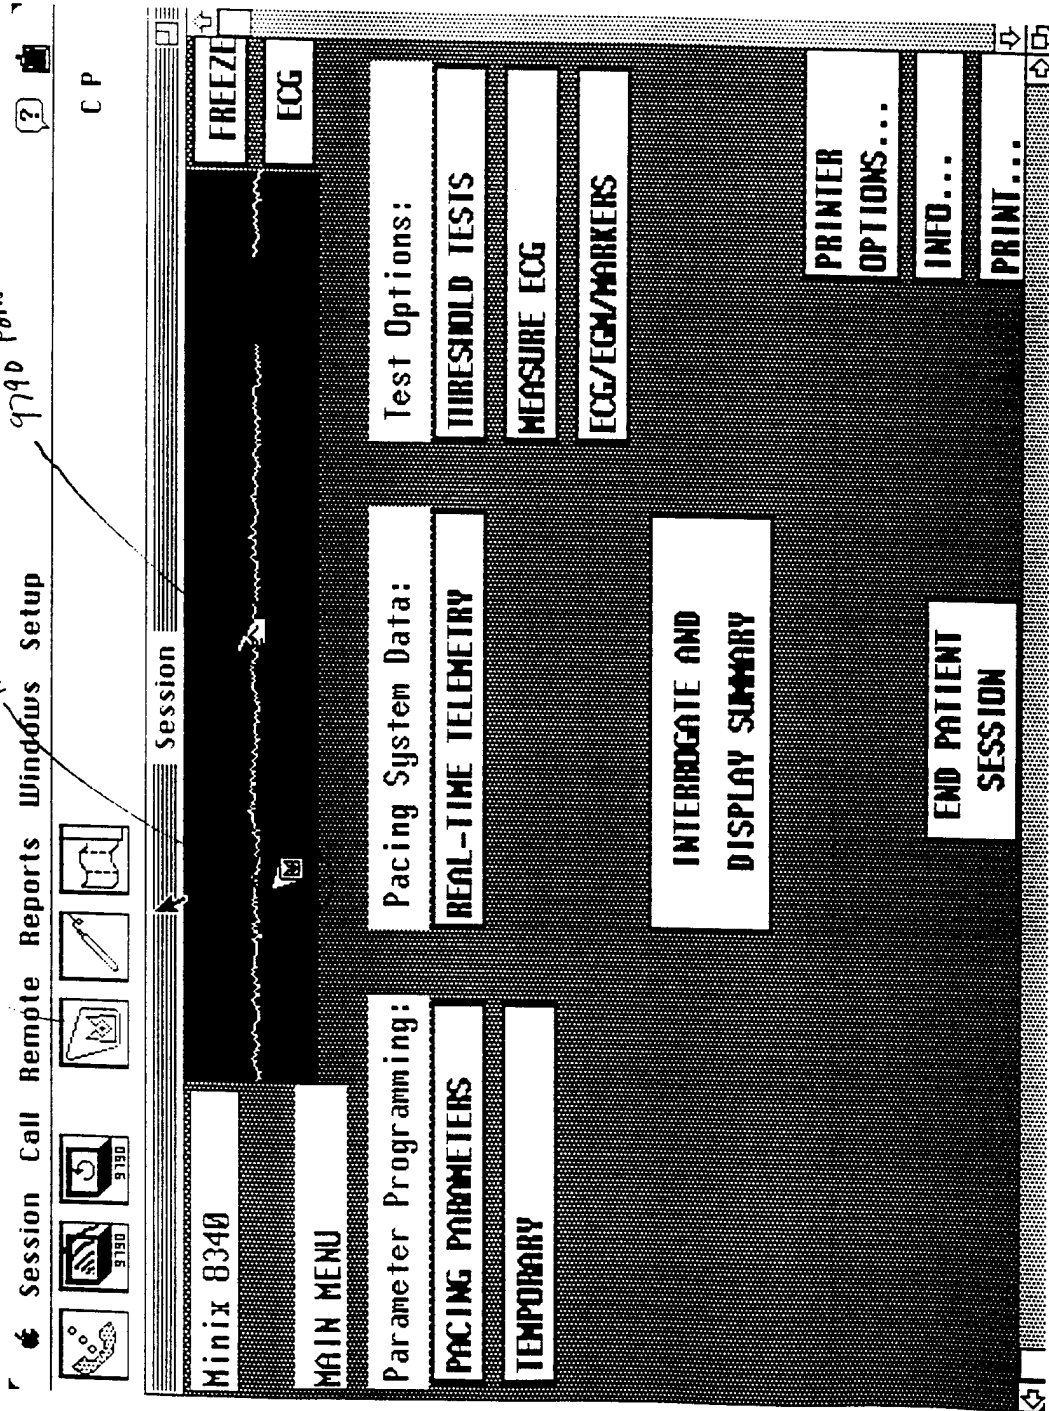 9790
Session Call Remote Reports Windows Setup
?
9790
9790
C P
Session
Minix 8340
FREEZE
MAIN MENU
ECG
Parameter Programming:
Pacing System Data:
Test Options:
PACING PARAMETERS
REAL-TIME TELEMETRY
THRESHOLD TESTS
TEMPORARY
MEASURE ECG
ECG/EGM/MARKERS
INTERROGATE AND
DISPLAY SUMMARY
PRINTER
OPTIONS...
INFO...
END PATIENT
SESSION
PRINT...